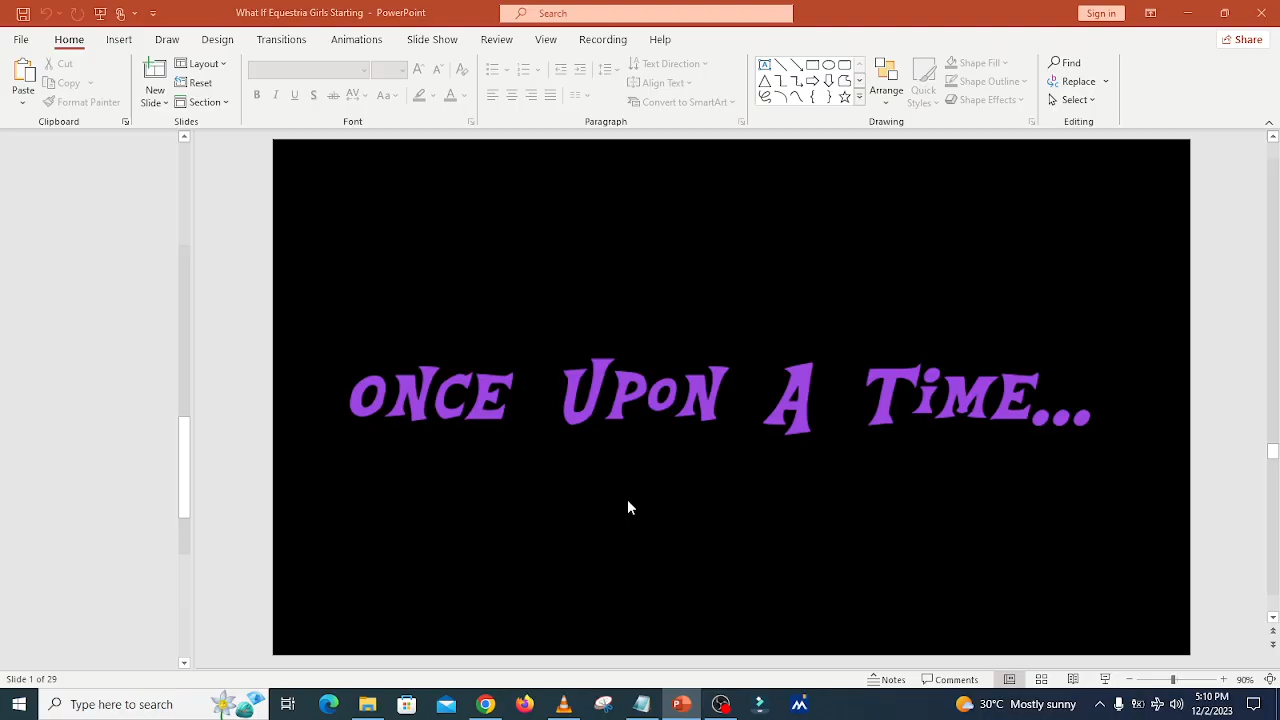 What If Equestria Girls Starting - PowerPoint
Search
Sign in
File
Home
Insert
Draw
Design
Transitions
Animations
Slide Show
Review
View
Recording
Help
Share
Paste
Cut
Copy
Format Painter
Clipboard
New
Slide
Layout
Reset
Section
Slides
B I U S ab AV Aa A
Font
Text Direction
Align Text
Convert to SmartArt
Paragraph
Arrange
Quick
Styles
Shape Fill
Shape Outline
Shape Effects
Drawing
Find
Replace
Select
Editing
ONCE UPON A TiME...
Slide 1 of 29
Notes
Comments
90%
Type here to search
30°C Mostly sunny
5:10 PM
12/2/2023